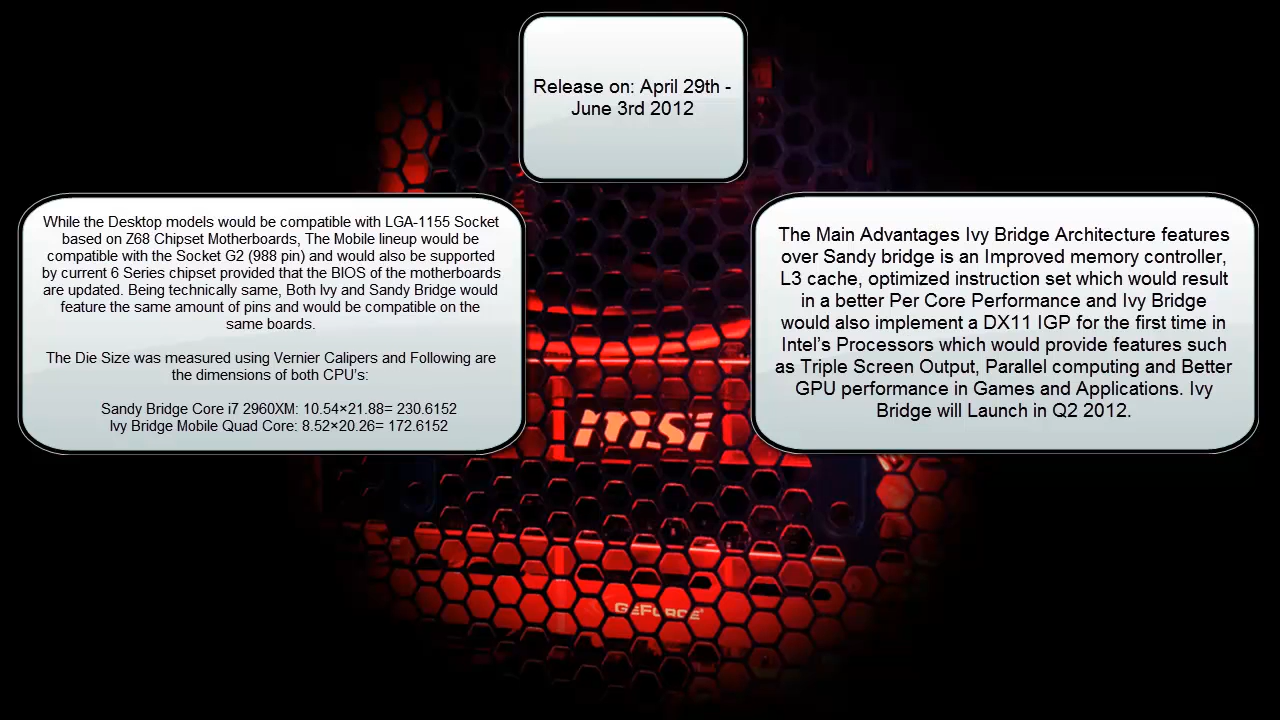 Release on: April 29th -
June 3rd 2012
While the Desktop models would be compatible with LGA-1155 Socket
based on Z68 Chipset Motherboards, The Mobile lineup would be
compatible with the Socket G2 (988 pin) and would also be supported
by current 6 Series chipset provided that the BIOS of the motherboards
are updated. Being technically same, Both Ivy and Sandy Bridge would
feature the same amount of pins and would be compatible on the
same boards.
The Die Size was measured using Vernier Calipers and Following are
the dimensions of both CPU’s:
Sandy Bridge Core i7 2960XM: 10.54×21.88= 230.6152
Ivy Bridge Mobile Quad Core: 8.52×20.26= 172.6152
The Main Advantages Ivy Bridge Architecture features
over Sandy bridge is an Improved memory controller,
L3 cache, optimized instruction set which would result
in a better Per Core Performance and Ivy Bridge
would also implement a DX11 IGP for the first time in
Intel’s Processors which would provide features such
as Triple Screen Output, Parallel computing and Better
GPU performance in Games and Applications. Ivy
Bridge will Launch in Q2 2012.
msi
GEFORCE